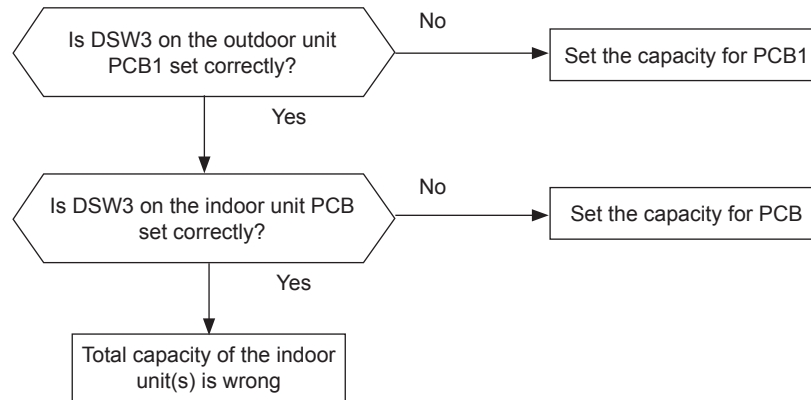 Is DSW3 on the outdoor unit
PCB1 set correctly?
No
Set the capacity for PCB1
Yes
Is DSW3 on the indoor unit PCB
set correctly?
No
Set the capacity for PCB
Yes
Total capacity of the indoor
unit(s) is wrong